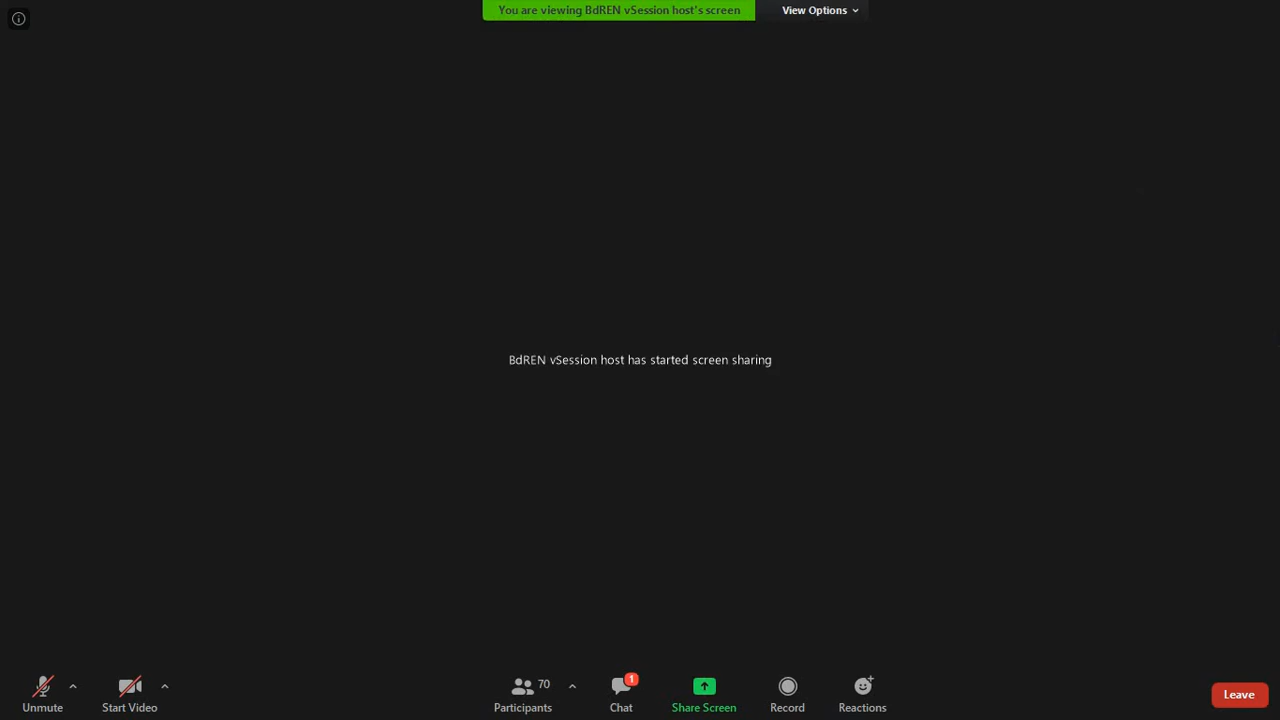 You are viewing BdREN vSession host's screen
View Options
BdREN vSession host has started screen sharing
Unmute
Start Video
70
Participants
1
Chat
Share Screen
Record
Reactions
Leave